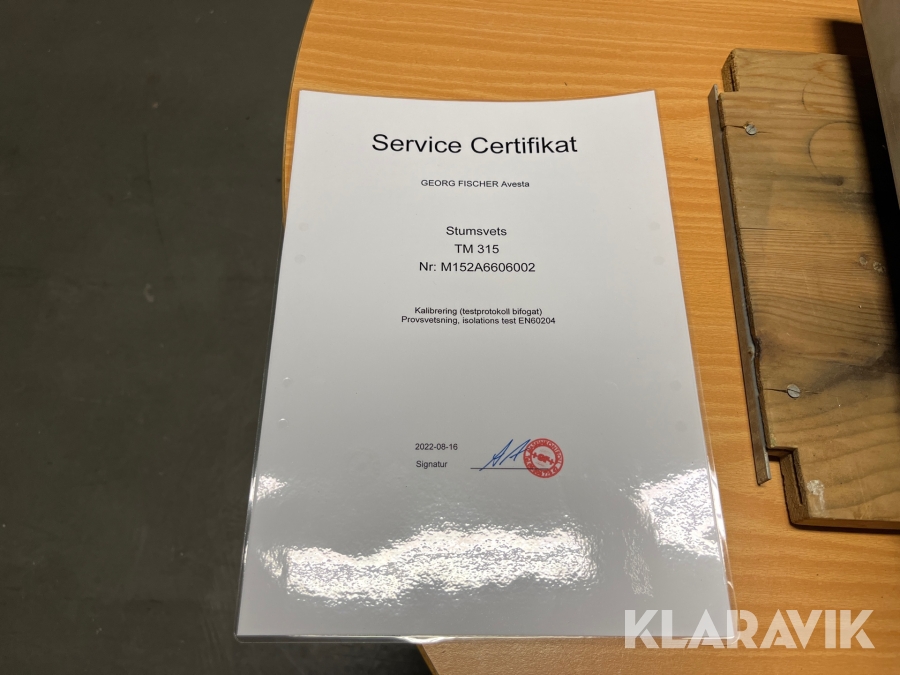 Service Certifikat
GEORG FISCHER Avesta
Stumsvets
TM 315
Nr: M152A6606002
Kalibrering (testprotokoll bifogat)
Provsvetsning, isolations test EN60204
2022-08-16
Signatur
KLARAVIK